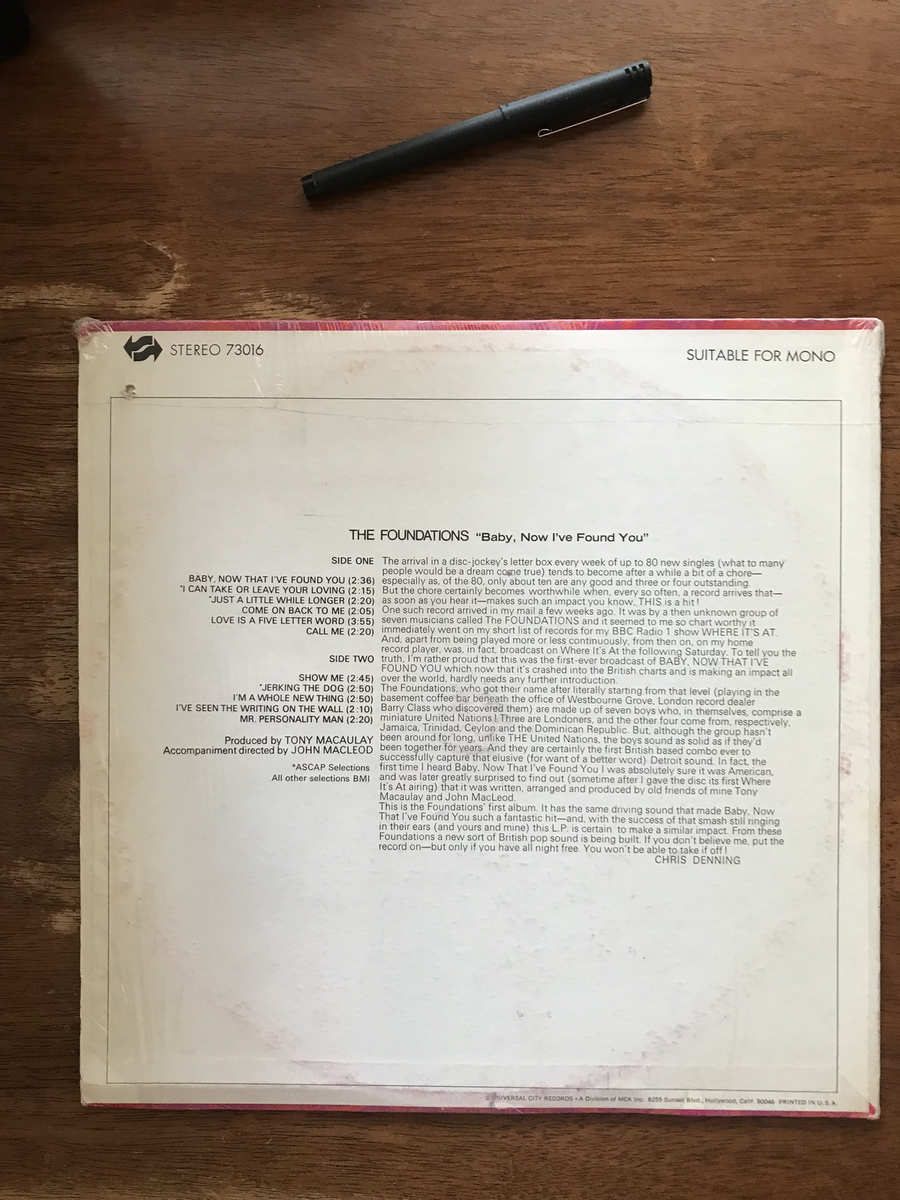 STEREO 73016
SUITABLE FOR MONO
THE FOUNDATIONS "Baby, Now I've Found You"
SIDE ONE
BABY, NOW THAT I'VE FOUND YOU (2:36)
*I CAN TAKE OR LEAVE YOUR LOVING (2:15)
*JUST A LITTLE WHILE LONGER (2:20)
COME ON BACK TO ME (2:05)
LOVE IS A FIVE LETTER WORD (3:55)
CALL ME (2:20)
SIDE TWO
SHOW ME (2:45)
*JERKING THE DOG (2:50)
I'M A WHOLE NEW THING (2:50)
I'VE SEEN THE WRITING ON THE WALL (2:10)
MR. PERSONALITY MAN (2:20)
Produced by TONY MACAULAY
Accompaniment directed by JOHN MACLEOD
*ASCAP Selections
All other selections BMI
The arrival in a disc-jockey's letter box every week of up to 80 new singles (what to many
people would be a dream come true) tends to become after a while a bit of a chore—
especially as, of the 80, only about ten are any good and three or four outstanding.
But the chore certainly becomes worthwhile when, every so often, a record arrives that—
as soon as you hear it—makes such an impact you know, THIS is a hit!
One such record arrived in my mail a few weeks ago. It was by a then unknown group of
seven musicians called The FOUNDATIONS and it seemed to me so chart worthy it
immediately went on my short list of records for my BBC Radio 1 show WHERE IT'S AT.
And, apart from being played more or less continuously, from then on, on my home
record player, was, in fact, broadcast on Where It's At the following Saturday. To tell you the
truth, I'm rather proud that this was the first-ever broadcast of BABY, NOW THAT I'VE
FOUND YOU which now that it's crashed into the British charts and is making an impact all
over the world, hardly needs any further introduction.
The Foundations, who got their name after literally starting from that level (playing in the
basement coffee bar beneath the office of Westbourne Grove, London record dealer
Barry Class who discovered them) are made up of seven boys who, in themselves, comprise a
miniature United Nations! Three are Londoners, and the other four come from, respectively,
Jamaica, Trinidad, Ceylon and the Dominican Republic. But, although the group hasn't
been around for long, unlike THE United Nations, the boys sound as solid as if they'd
been together for years. And they are certainly the first British based combo ever to
successfully capture that elusive (for want of a better word) Detroit sound. In fact, the
first time I heard Baby, Now That I've Found You I was absolutely sure it was American,
and was later greatly surprised to find out (sometime after I gave the disc its first Where
It's At airing) that it was written, arranged and produced by old friends of mine Tony
Macaulay and John MacLeod.
This is the Foundations' first album. It has the same driving sound that made Baby, Now
That I've Found You such a fantastic hit—and, with the success of that smash still ringing
in their ears (and yours and mine) this L.P. is certain to make a similar impact. From these
Foundations a new sort of British pop sound is being built. If you don't believe me, put the
record on—but only if you have all night free. You won't be able to take if off!
CHRIS DENNING
© UNIVERSAL CITY RECORDS • A Division of MCA Inc. 8255 Sunset Blvd., Hollywood, Calif. 90046 PRINTED IN U.S.A.